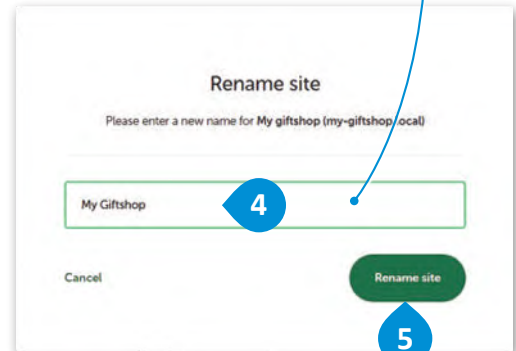 Rename site
Please enter a new name for My giftshop (my-giftshop.local)
My Giftshop
4
Cancel
Rename site
5